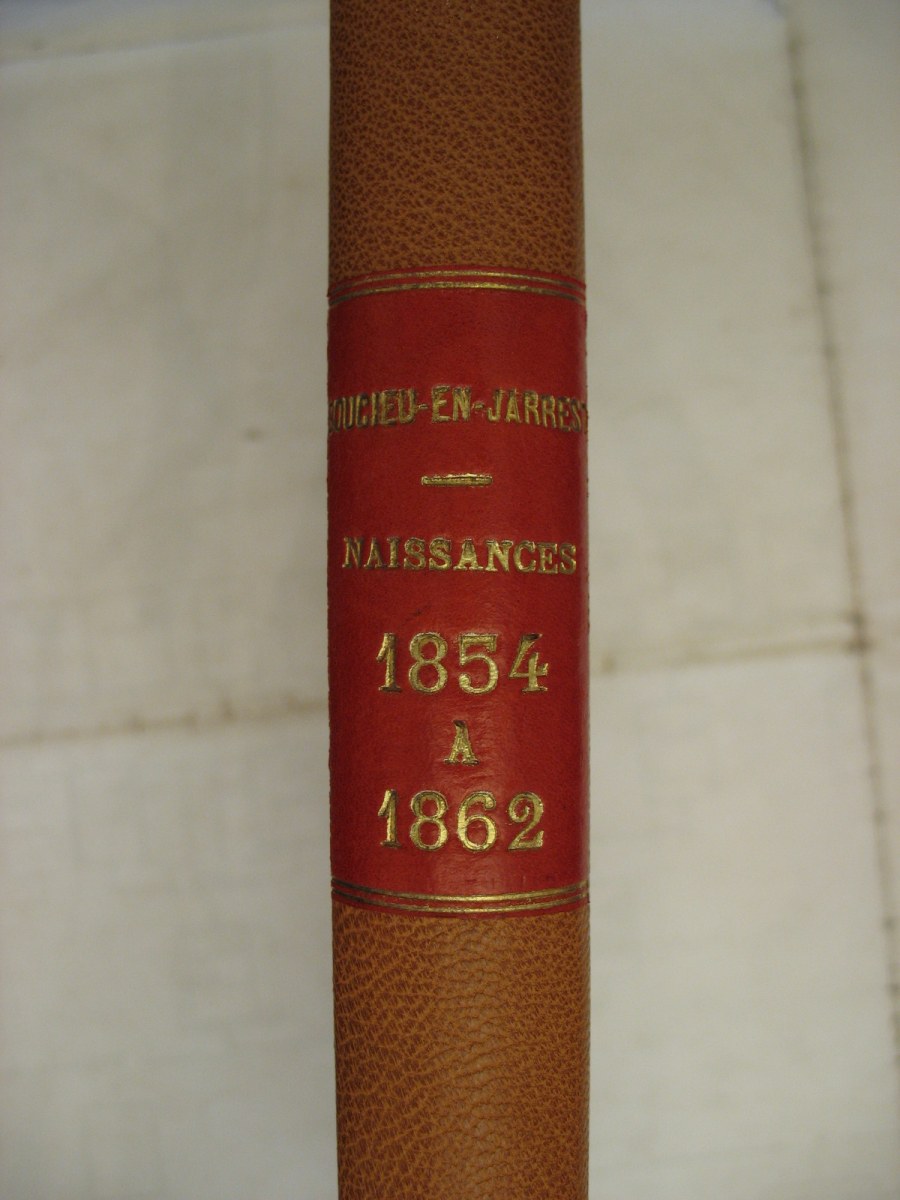 SOUCIEU-EN-JARREST
NAISSANCES
1854
A
1862